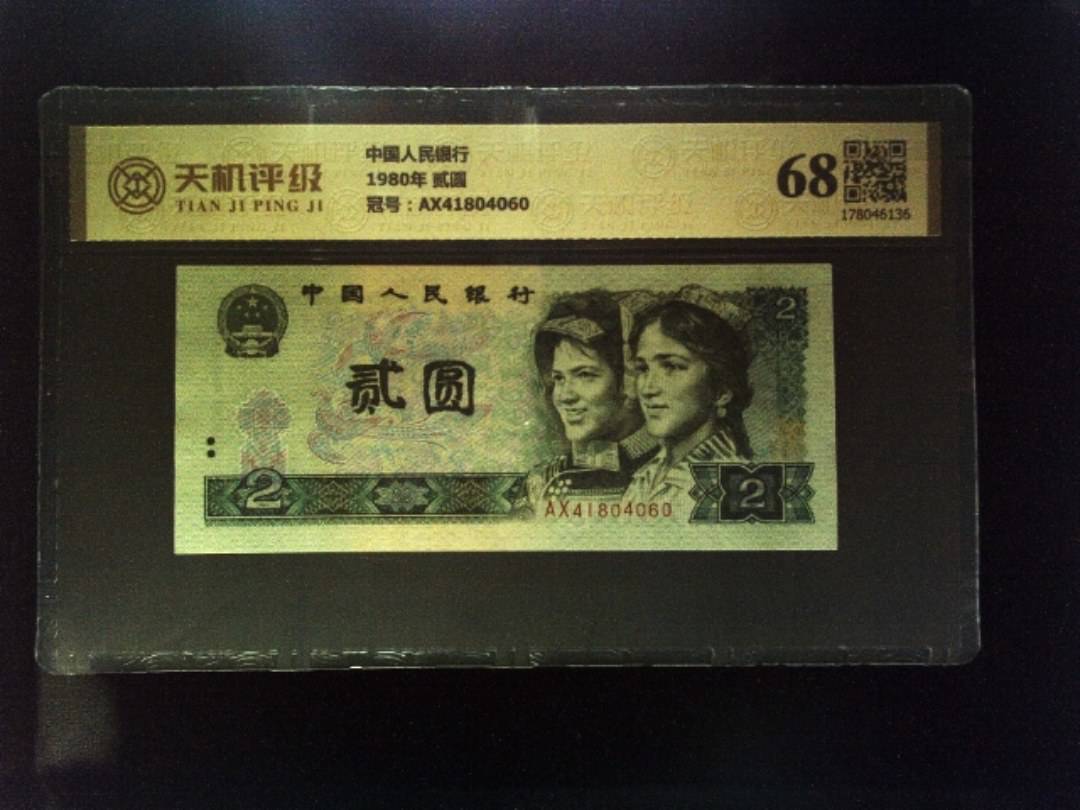 天机评级
TIAN JI PING JI
中国人民银行
1980年 贰圆
冠号：AX41804060
68
178046136
中国人民银行
2
贰圆
2
2
AX41804060